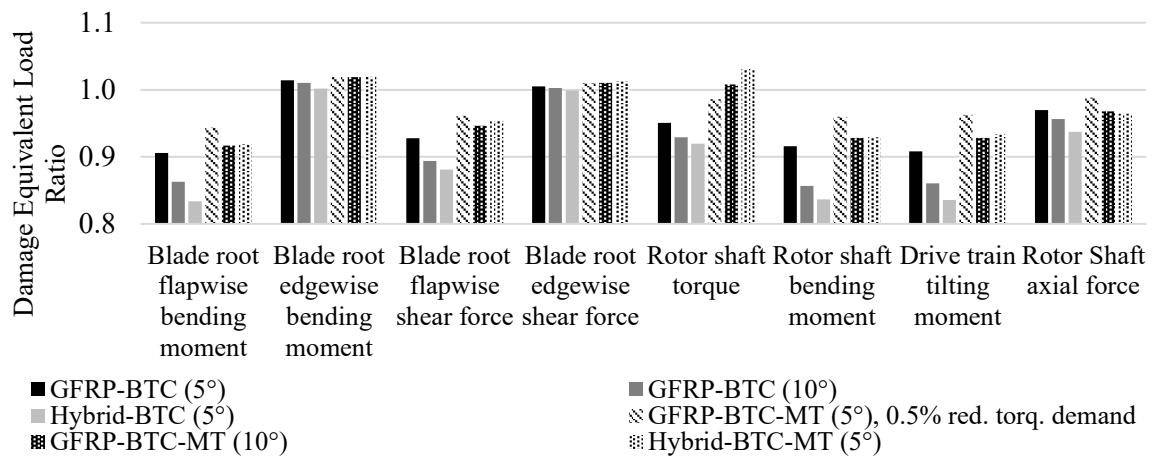 Damage Equivalent Load
Ratio
1.1
1.0
0.9
0.8
Blade root
flapwise
bending
moment
Blade root
edgewise
bending
moment
Blade root
flapwise
shear force
Blade root
edgewise
shear force
Rotor shaft
torque
Rotor shaft
bending
moment
Drive train
tilting
moment
Rotor Shaft
axial force
GFRP-BTC (5°)
GFRP-BTC (10°)
Hybrid-BTC (5°)
GFRP-BTC-MT (5°), 0.5% red. torq. demand
GFRP-BTC-MT (10°)
Hybrid-BTC-MT (5°)